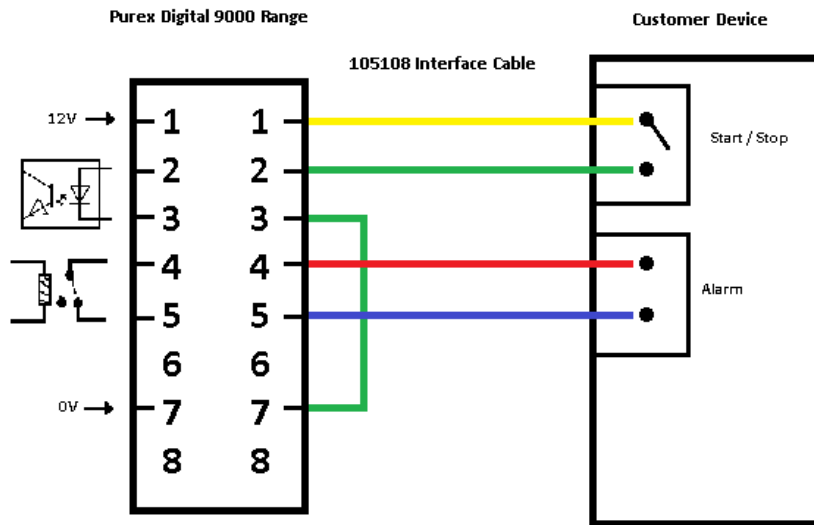 Purex Digital 9000 Range
Customer Device
105108 Interface Cable
12V
1 1
Start / Stop
2 2
3 3
4 4
Alarm
5 5
6 6
0V
7 7
8 8